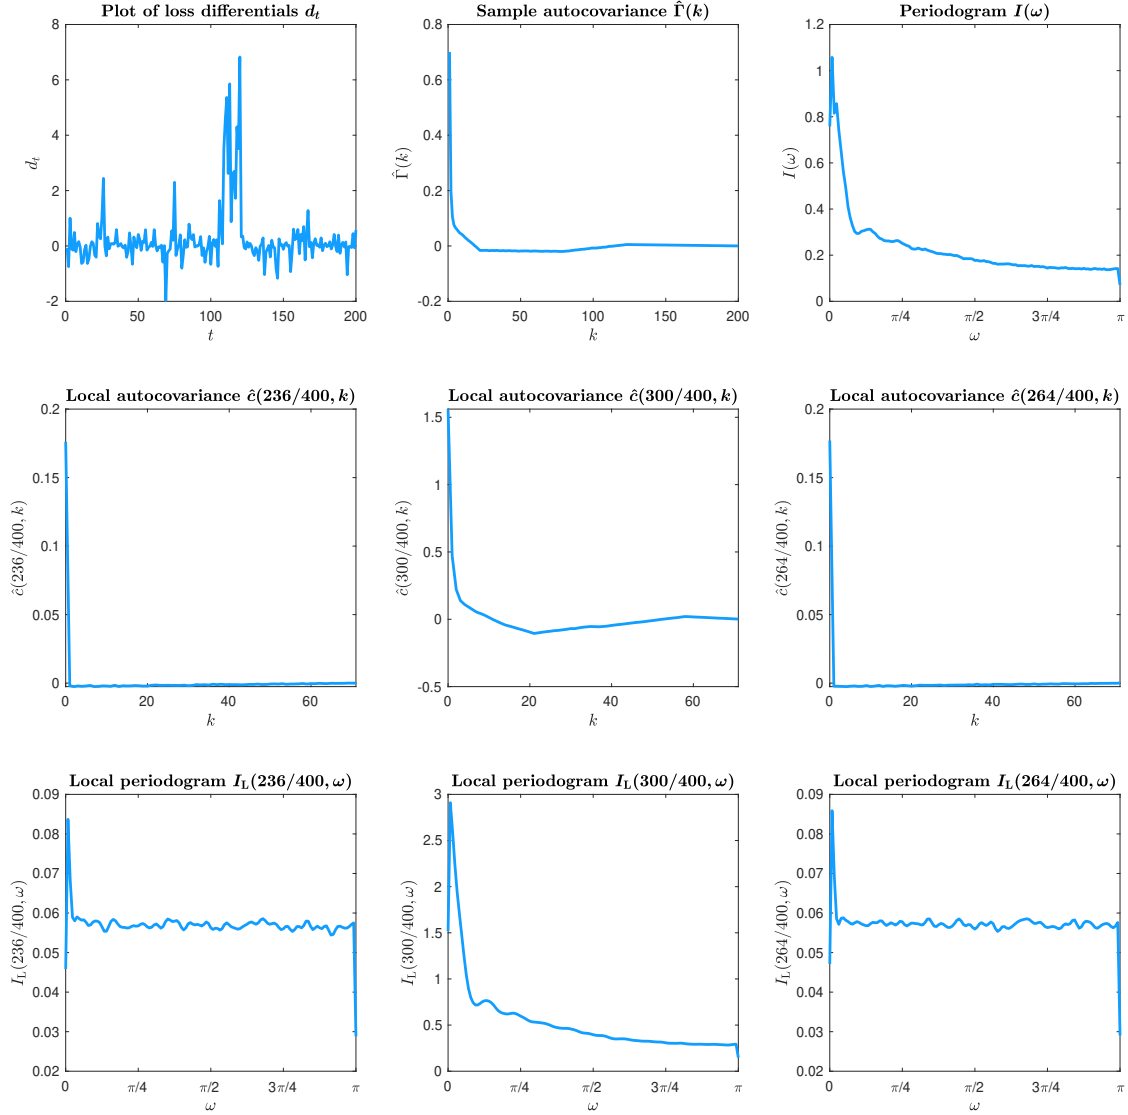 Plot of loss differentials dₜ
Sample autocovariance Γ̂(k)
Periodogram I(ω)
8
6
4
2
0
-2
dₜ
0 50 100 150 200
t
0.8
0.6
0.4
0.2
0
-0.2
Γ̂(k)
0 50 100 150 200
k
1.2
1
0.8
0.6
0.4
0.2
0
I(ω)
0 π/4 π/2 3π/4 π
ω
Local autocovariance ĉ(236/400, k)
Local autocovariance ĉ(300/400, k)
Local autocovariance ĉ(264/400, k)
0.2
0.15
0.1
0.05
0
ĉ(236/400, k)
0 20 40 60
k
1.5
1
0.5
0
-0.5
ĉ(300/400, k)
0 20 40 60
k
0.2
0.15
0.1
0.05
0
ĉ(264/400, k)
0 20 40 60
k
Local periodogram I_L(236/400, ω)
Local periodogram I_L(300/400, ω)
Local periodogram I_L(264/400, ω)
0.09
0.08
0.07
0.06
0.05
0.04
0.03
0.02
I_L(236/400, ω)
0 π/4 π/2 3π/4 π
ω
3
2.5
2
1.5
1
0.5
0
I_L(300/400, ω)
0 π/4 π/2 3π/4 π
ω
0.09
0.08
0.07
0.06
0.05
0.04
0.03
0.02
I_L(264/400, ω)
0 π/4 π/2 3π/4 π
ω